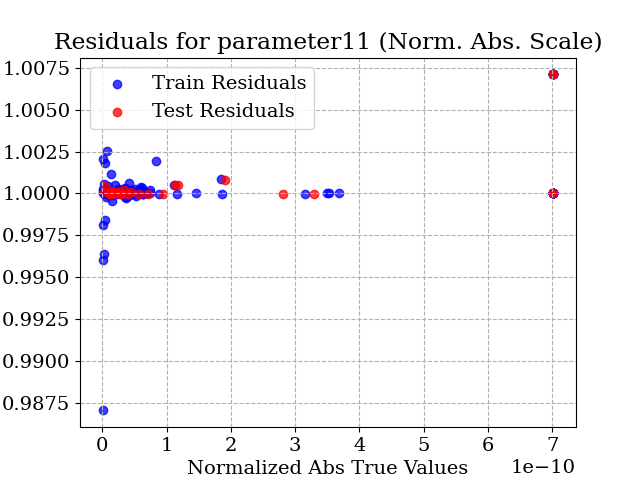 Residuals for parameter11 (Norm. Abs. Scale)
1.0075
1.0050
1.0025
1.0000
0.9975
0.9950
0.9925
0.9900
0.9875
Train Residuals
Test Residuals
0 1 2 3 4 5 6 7
1e−10
Normalized Abs True Values